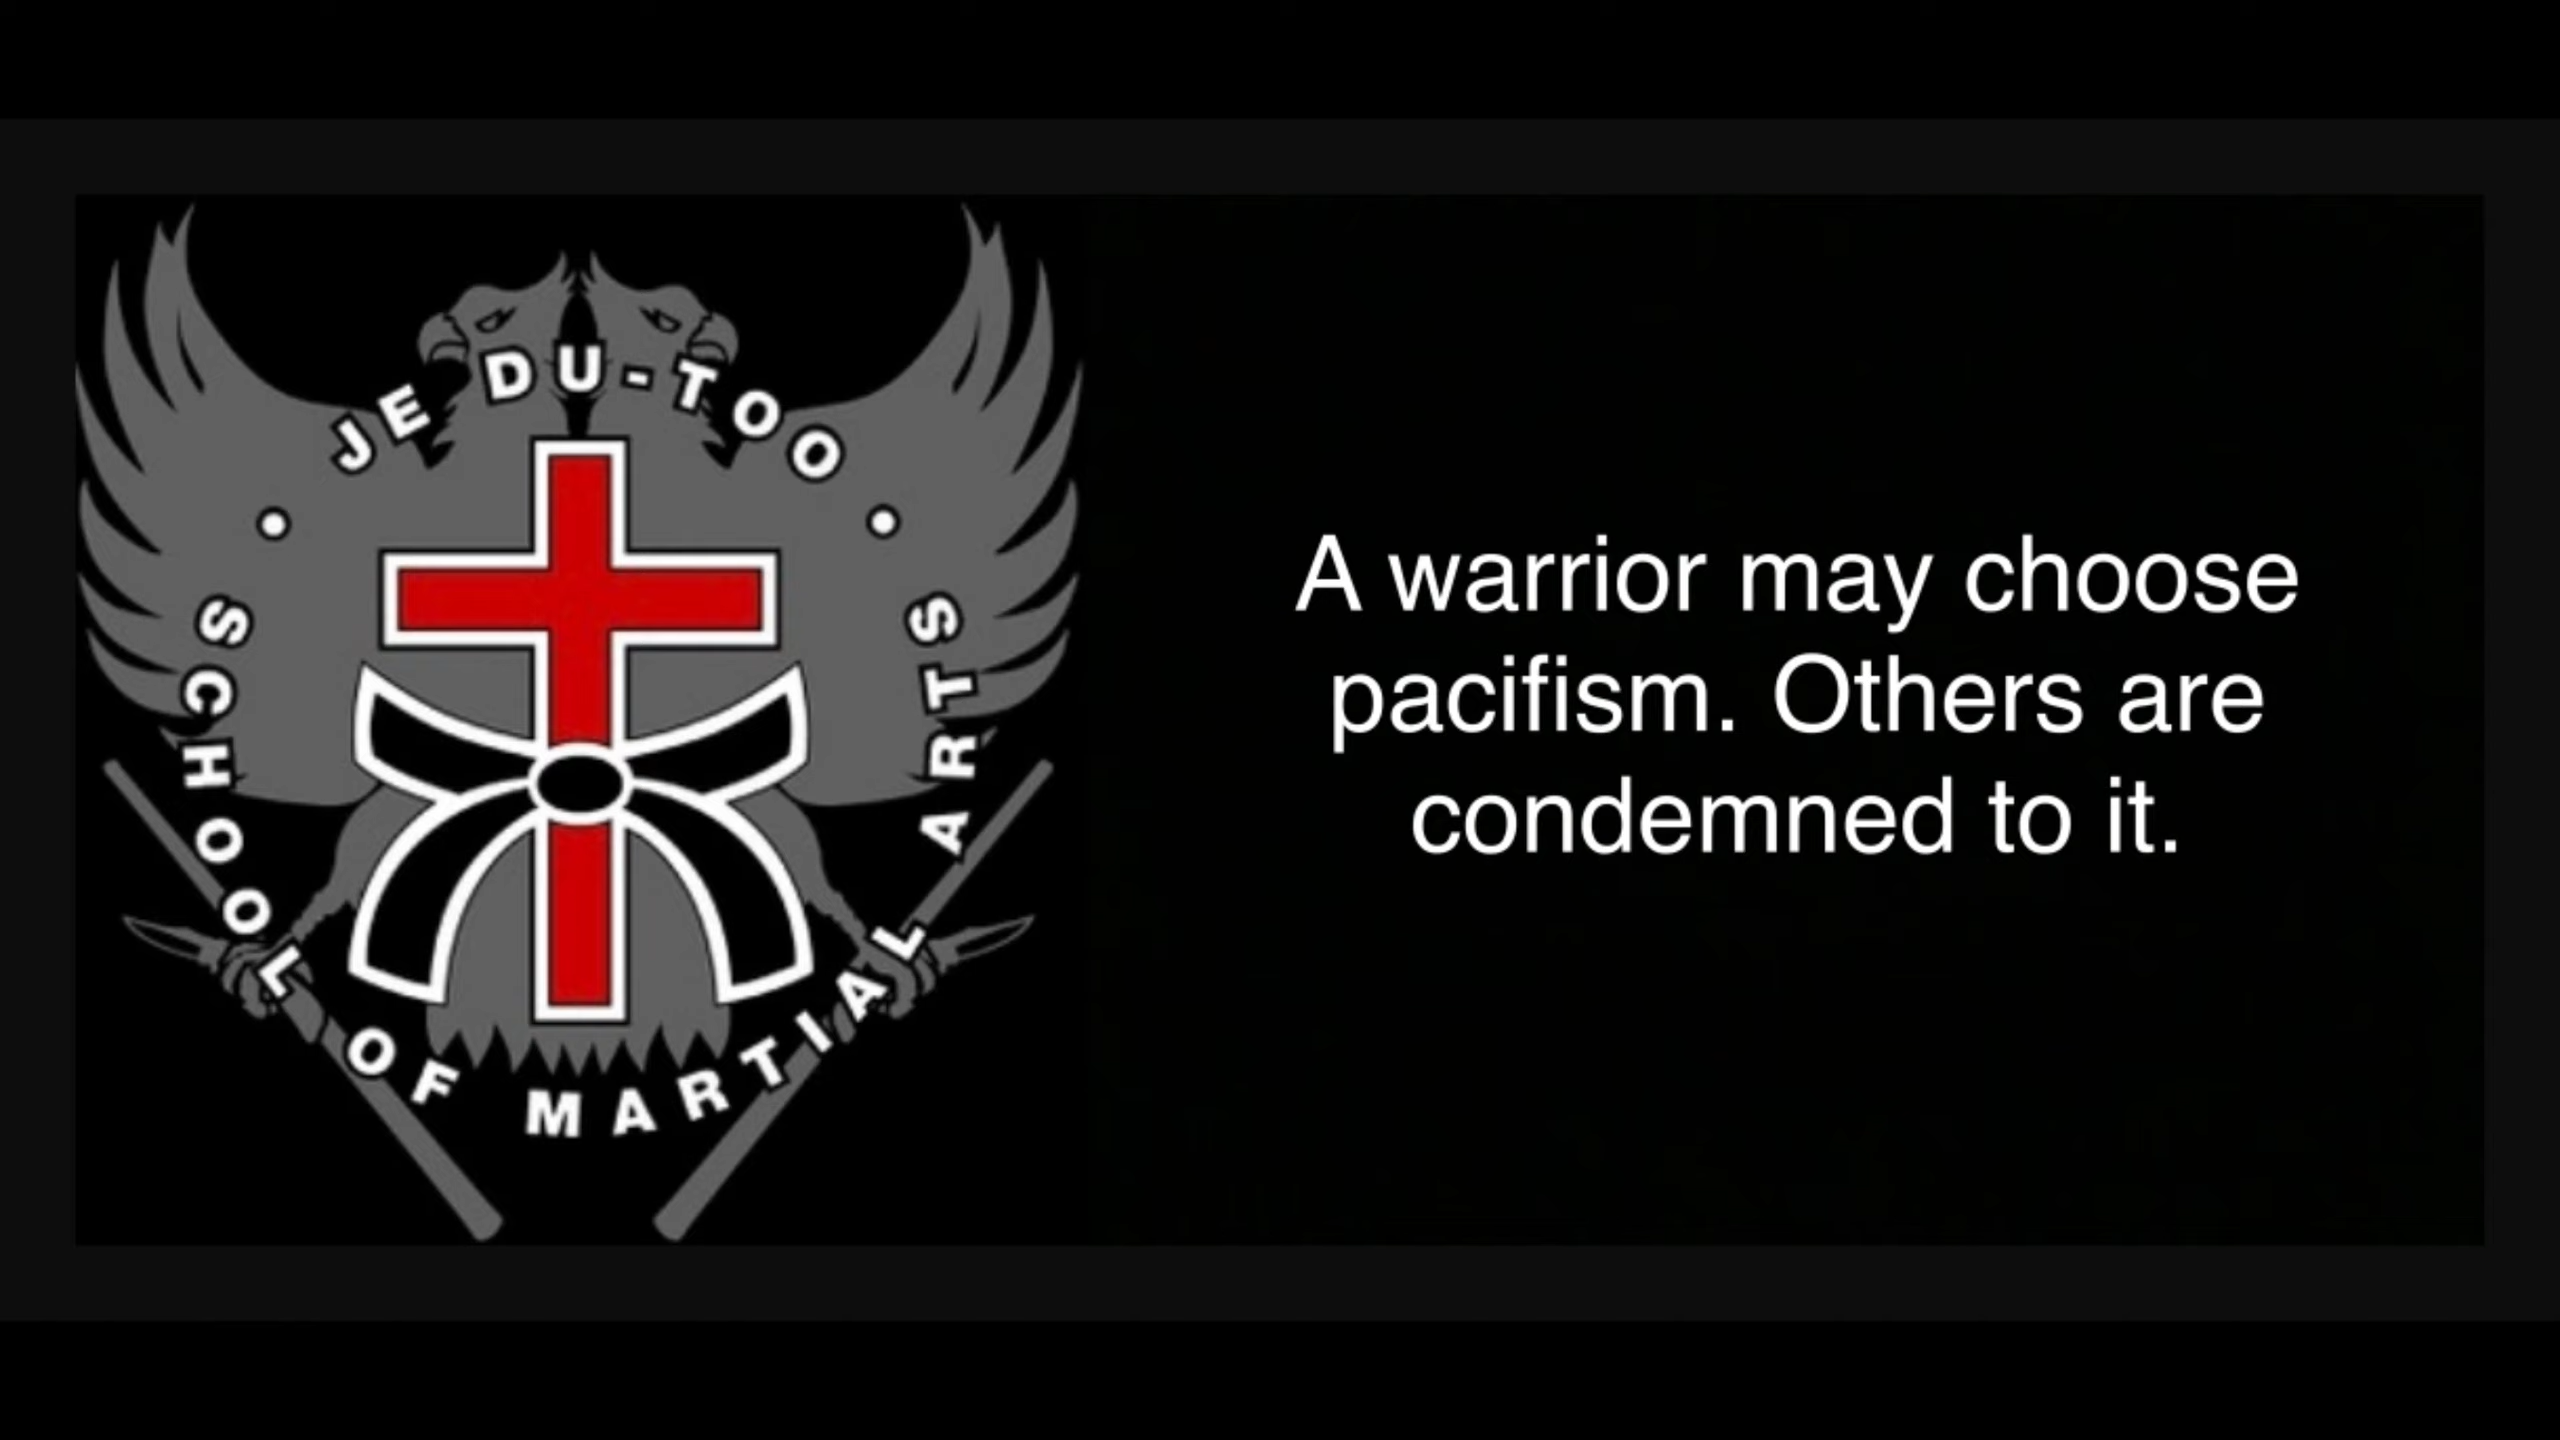 JE DU-TOO
SCHOOL OF MARTIAL ARTS
A warrior may choose
pacifism. Others are
condemned to it.